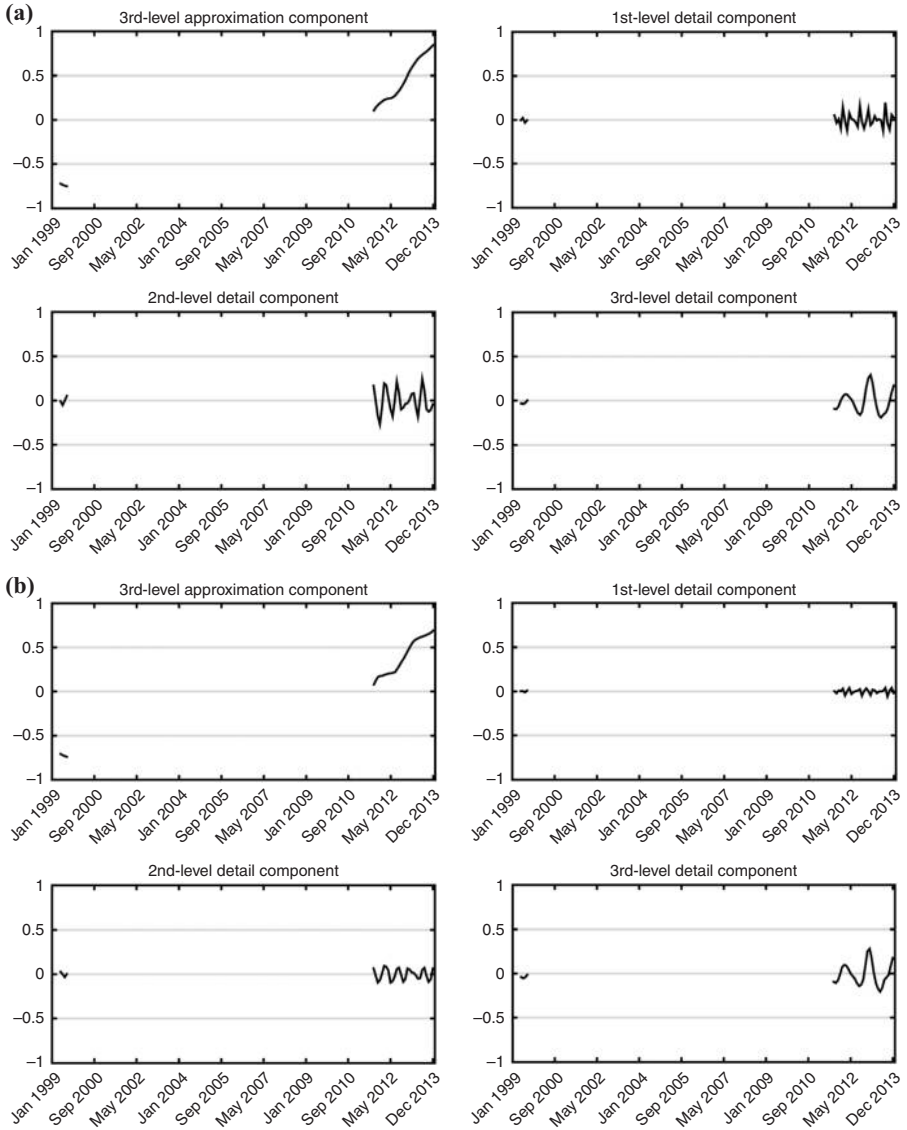 (a)
3rd-level approximation component
1
0.5
0
–0.5
–1
Jan 1999
Sep 2000
May 2002
Jan 2004
Sep 2005
May 2007
Jan 2009
Sep 2010
May 2012
Dec 2013
1st-level detail component
1
0.5
0
–0.5
–1
Jan 1999
Sep 2000
May 2002
Jan 2004
Sep 2005
May 2007
Jan 2009
Sep 2010
May 2012
Dec 2013
2nd-level detail component
1
0.5
0
–0.5
–1
Jan 1999
Sep 2000
May 2002
Jan 2004
Sep 2005
May 2007
Jan 2009
Sep 2010
May 2012
Dec 2013
3rd-level detail component
1
0.5
0
–0.5
–1
Jan 1999
Sep 2000
May 2002
Jan 2004
Sep 2005
May 2007
Jan 2009
Sep 2010
May 2012
Dec 2013
(b)
3rd-level approximation component
1
0.5
0
–0.5
–1
Jan 1999
Sep 2000
May 2002
Jan 2004
Sep 2005
May 2007
Jan 2009
Sep 2010
May 2012
Dec 2013
1st-level detail component
1
0.5
0
–0.5
–1
Jan 1999
Sep 2000
May 2002
Jan 2004
Sep 2005
May 2007
Jan 2009
Sep 2010
May 2012
Dec 2013
2nd-level detail component
1
0.5
0
–0.5
–1
Jan 1999
Sep 2000
May 2002
Jan 2004
Sep 2005
May 2007
Jan 2009
Sep 2010
May 2012
Dec 2013
3rd-level detail component
1
0.5
0
–0.5
–1
Jan 1999
Sep 2000
May 2002
Jan 2004
Sep 2005
May 2007
Jan 2009
Sep 2010
May 2012
Dec 2013